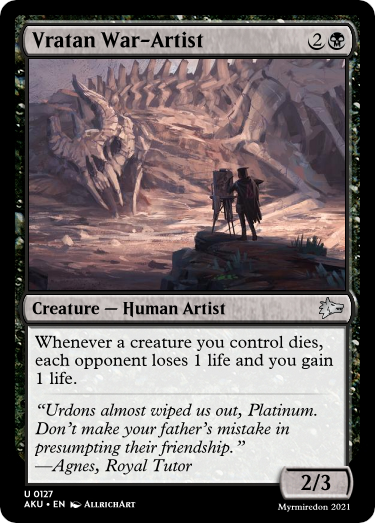 Vratan War-Artist 2
Creature — Human Artist
Whenever a creature you control dies,
each opponent loses 1 life and you gain
1 life.
“Urdons almost wiped us out, Platinum.
Don't make your father's mistake in
presumpting their friendship.”
—Agnes, Royal Tutor
2/3
U 0127
AKU • EN AllrichArt
Myrmiredon 2021